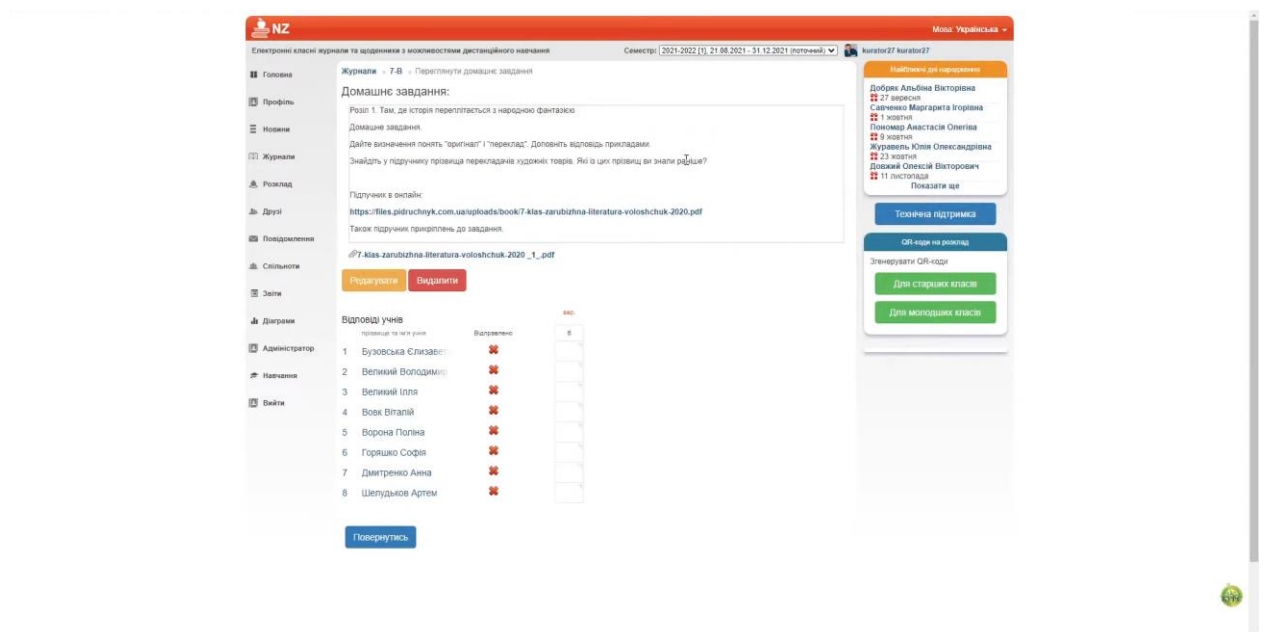 NZ
Мова: Українська
Електронні класні журнали та щоденники з можливостями дистанційного навчання
Семестр: 2021-2022 [1], 21.08.2021 - 31.12.2021 (поточний)
kurator27 kurator27
Головна
Профіль
Новини
Журнали
Розклад
Друзі
Повідомлення
Спільноти
Звіти
Діаграми
Адміністратор
Навчання
Вийти
Журнали » 7-В » Переглянути домашнє завдання
Домашнє завдання:
Розіл 1. Там, де історія переплітається з народною фантазією
Домашнє завдання.
Дайте визначення понять "оригінал" і "переклад". Доповніть відповідь прикладами.
Знайдіть у підручнику прізвища перекладачів художніх товрів. Які із цих прізвищ ви знали раніше?
Підручник в онлайн:
https://files.pidruchnyk.com.ua/uploads/book/7-klas-zarubizhna-literatura-voloshchuk-2020.pdf
Також підручник прикріплень до завдання.
7-klas-zarubizhna-literatura-voloshchuk-2020 _1_.pdf
Редагувати Видалити
Відповіді учнів
прізвище та ім'я учня Відправлено 6
1 Бузовська Єлизавет
2 Великий Володимир
3 Великий Ілля
4 Вовк Віталій
5 Ворона Поліна
6 Горяшко Софія
7 Дмитренко Анна
8 Шелудьков Артем
Повернутись
Найближчі дні народження
Добряк Альбіна Вікторівна
27 вересня
Савченко Маргарита Ігорівна
1 жовтня
Пономар Анастасія Олегівна
9 жовтня
Журавель Юлія Олександрівна
23 жовтня
Довжий Олексій Вікторович
11 листопада
Показати ще
Технічна підтримка
QR-коди на розклад
Згенерувати QR-коди
Для старших класів
Для молодших класів